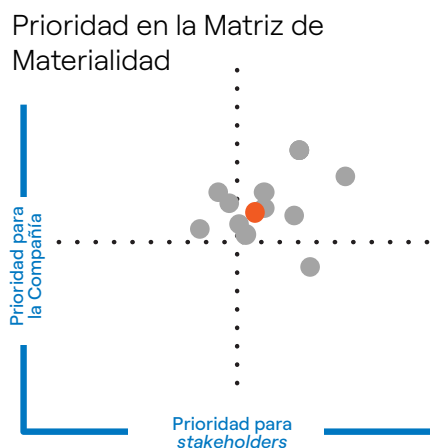 Prioridad en la Matriz de
Materialidad
Prioridad para
la Compañía
Prioridad para
stakeholders